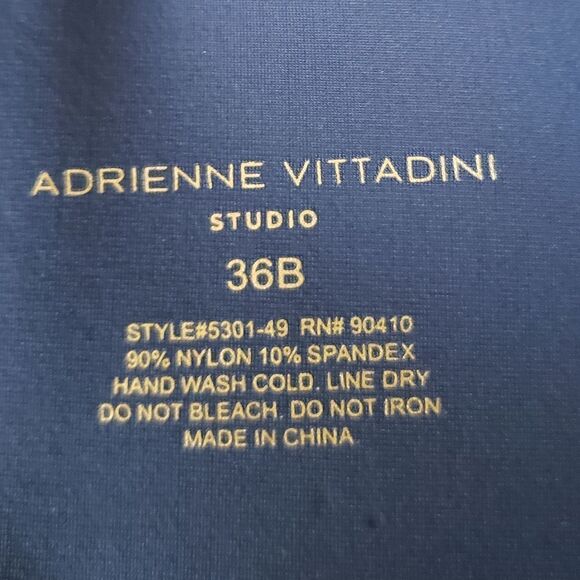 ADRIENNE VITTADINI
STUDIO
36B
STYLE#5301-49 RN# 90410
90% NYLON 10% SPANDEX
HAND WASH COLD. LINE DRY
DO NOT BLEACH. DO NOT IRON
MADE IN CHINA